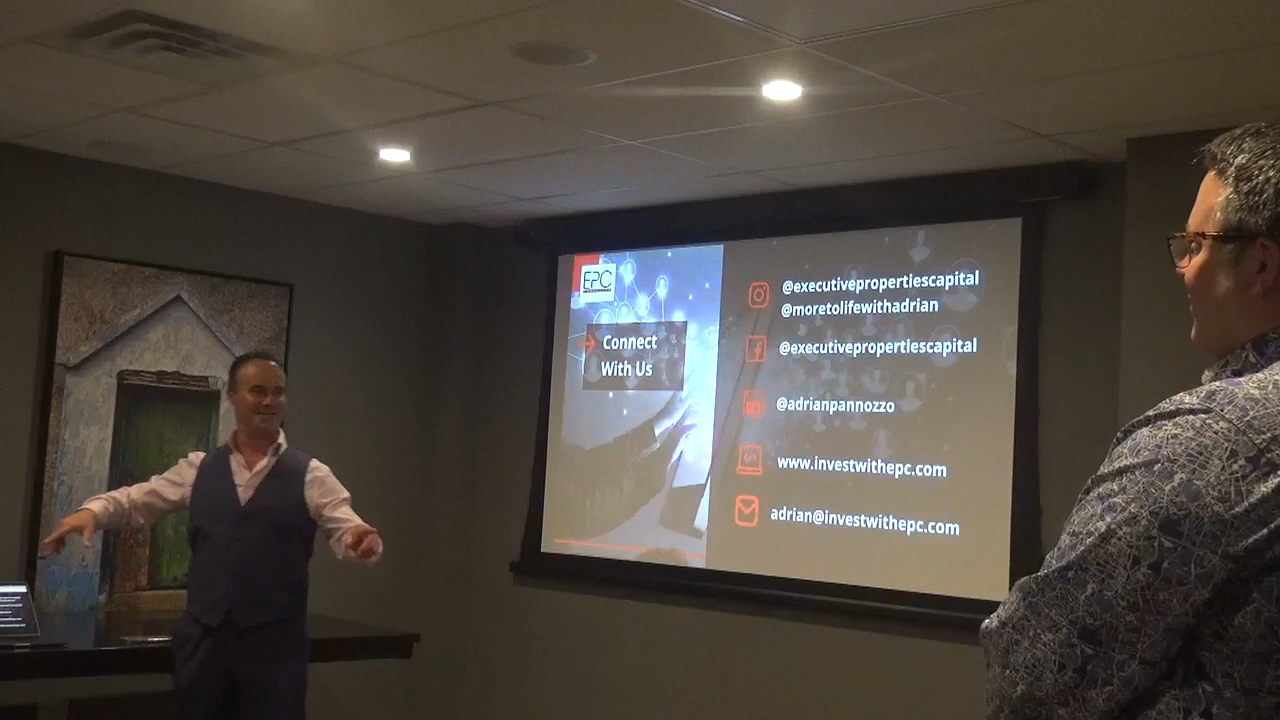 EPC
Connect
With Us
@executivepropertiescapital
@moretolifewithadrian
@executivepropertiescapital
@adrianpannozzo
www.investwithepc.com
adrian@investwithepc.com